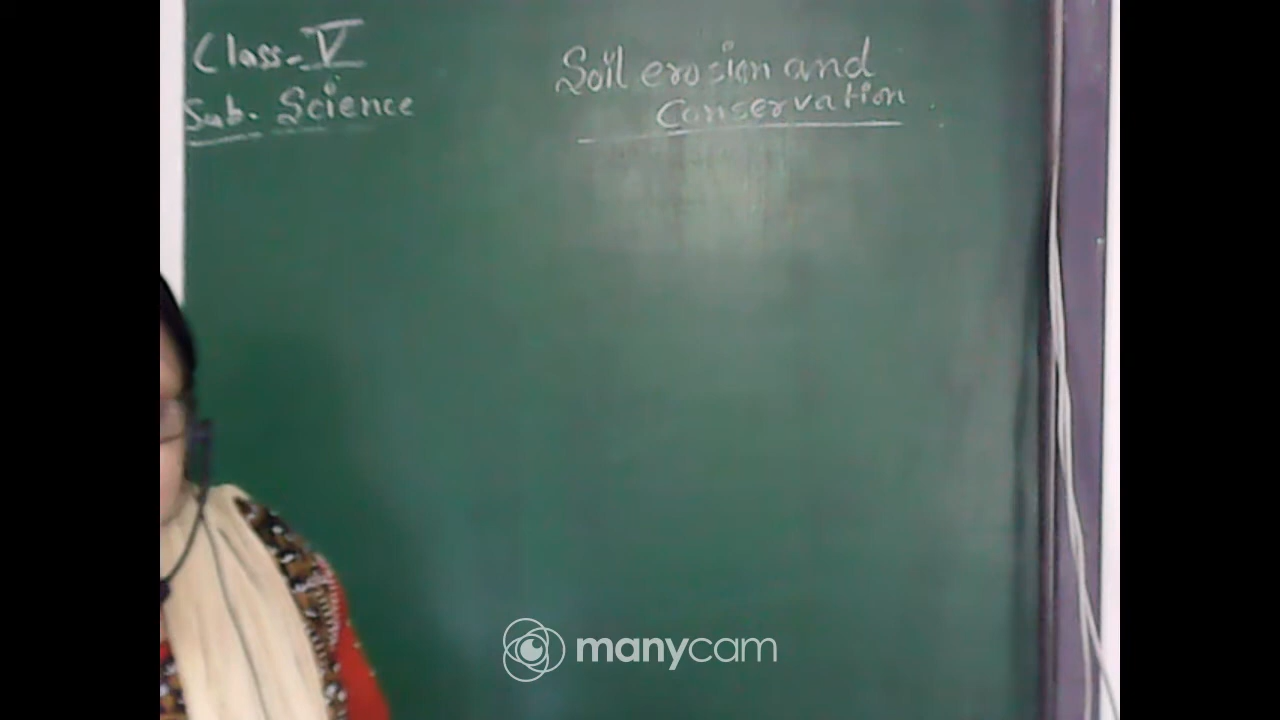 Class-V
Sub. Science
Soil erosion and
Conservation
manycam